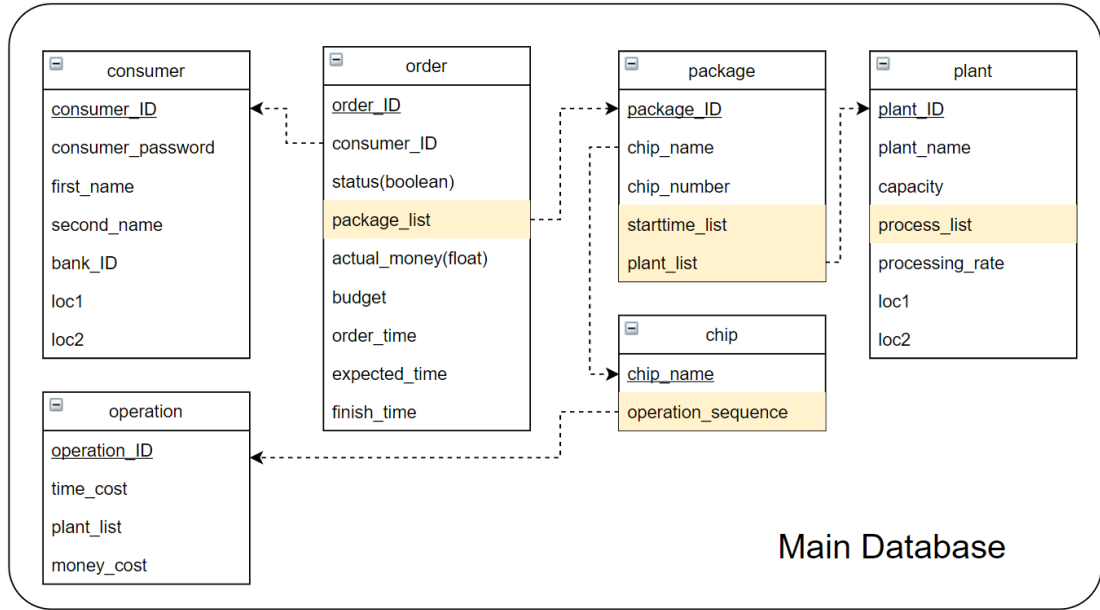 consumer
consumer_ID
consumer_password
first_name
second_name
bank_ID
loc1
loc2
order
order_ID
consumer_ID
status(boolean)
package_list
actual_money(float)
budget
order_time
expected_time
finish_time
package
package_ID
chip_name
chip_number
starttime_list
plant_list
plant
plant_ID
plant_name
capacity
process_list
processing_rate
loc1
loc2
chip
chip_name
operation_sequence
operation
operation_ID
time_cost
plant_list
money_cost
Main Database